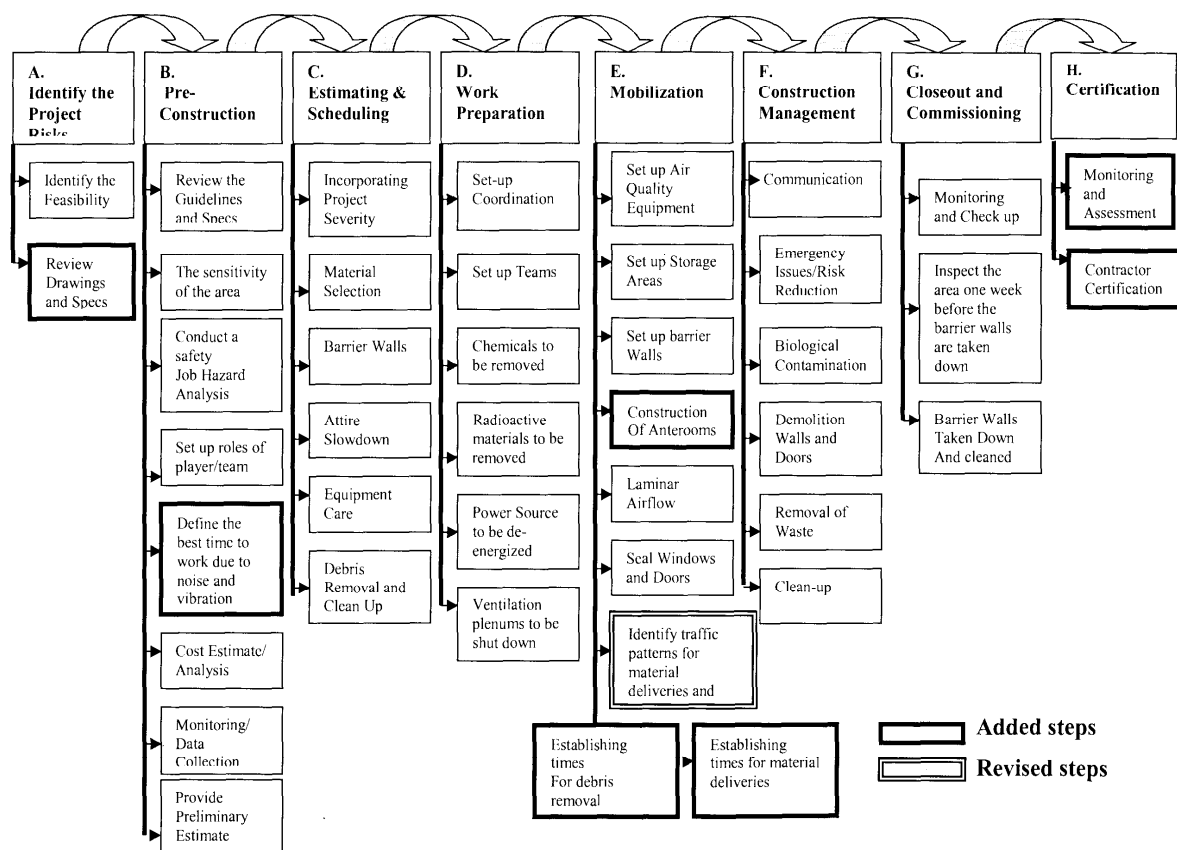 A.
Identify the
Project
Risks
Identify the
Feasibility
Review
Drawings
and Specs
B.
Pre-
Construction
Review the
Guidelines
and Specs
The sensitivity
of the area
Conduct a
safety
Job Hazard
Analysis
Set up roles of
player/team
Define the
best time to
work due to
noise and
vibration
Cost Estimate/
Analysis
Monitoring/
Data
Collection
Provide
Preliminary
Estimate
C.
Estimating &
Scheduling
Incorporating
Project
Severity
Material
Selection
Barrier Walls
Attire
Slowdown
Equipment
Care
Debris
Removal and
Clean Up
D.
Work
Preparation
Set-up
Coordination
Set up Teams
Chemicals to
be removed
Radioactive
materials to be
removed
Power Source
to be de-
energized
Ventilation
plenums to be
shut down
E.
Mobilization
Set up Air
Quality
Equipment
Set up Storage
Areas
Set up barrier
Walls
Construction
Of Anterooms
Laminar
Airflow
Seal Windows
and Doors
Identify traffic
patterns for
material
deliveries and
Establishing
times
For debris
removal
Establishing
times for material
deliveries
F.
Construction
Management
Communication
Emergency
Issues/Risk
Reduction
Biological
Contamination
Demolition
Walls and
Doors
Removal of
Waste
Clean-up
G.
Closeout and
Commissioning
Monitoring
and Check up
Inspect the
area one week
before the
barrier walls
are taken
down
Barrier Walls
Taken Down
And cleaned
H.
Certification
Monitoring
and
Assessment
Contractor
Certification
Added steps
Revised steps